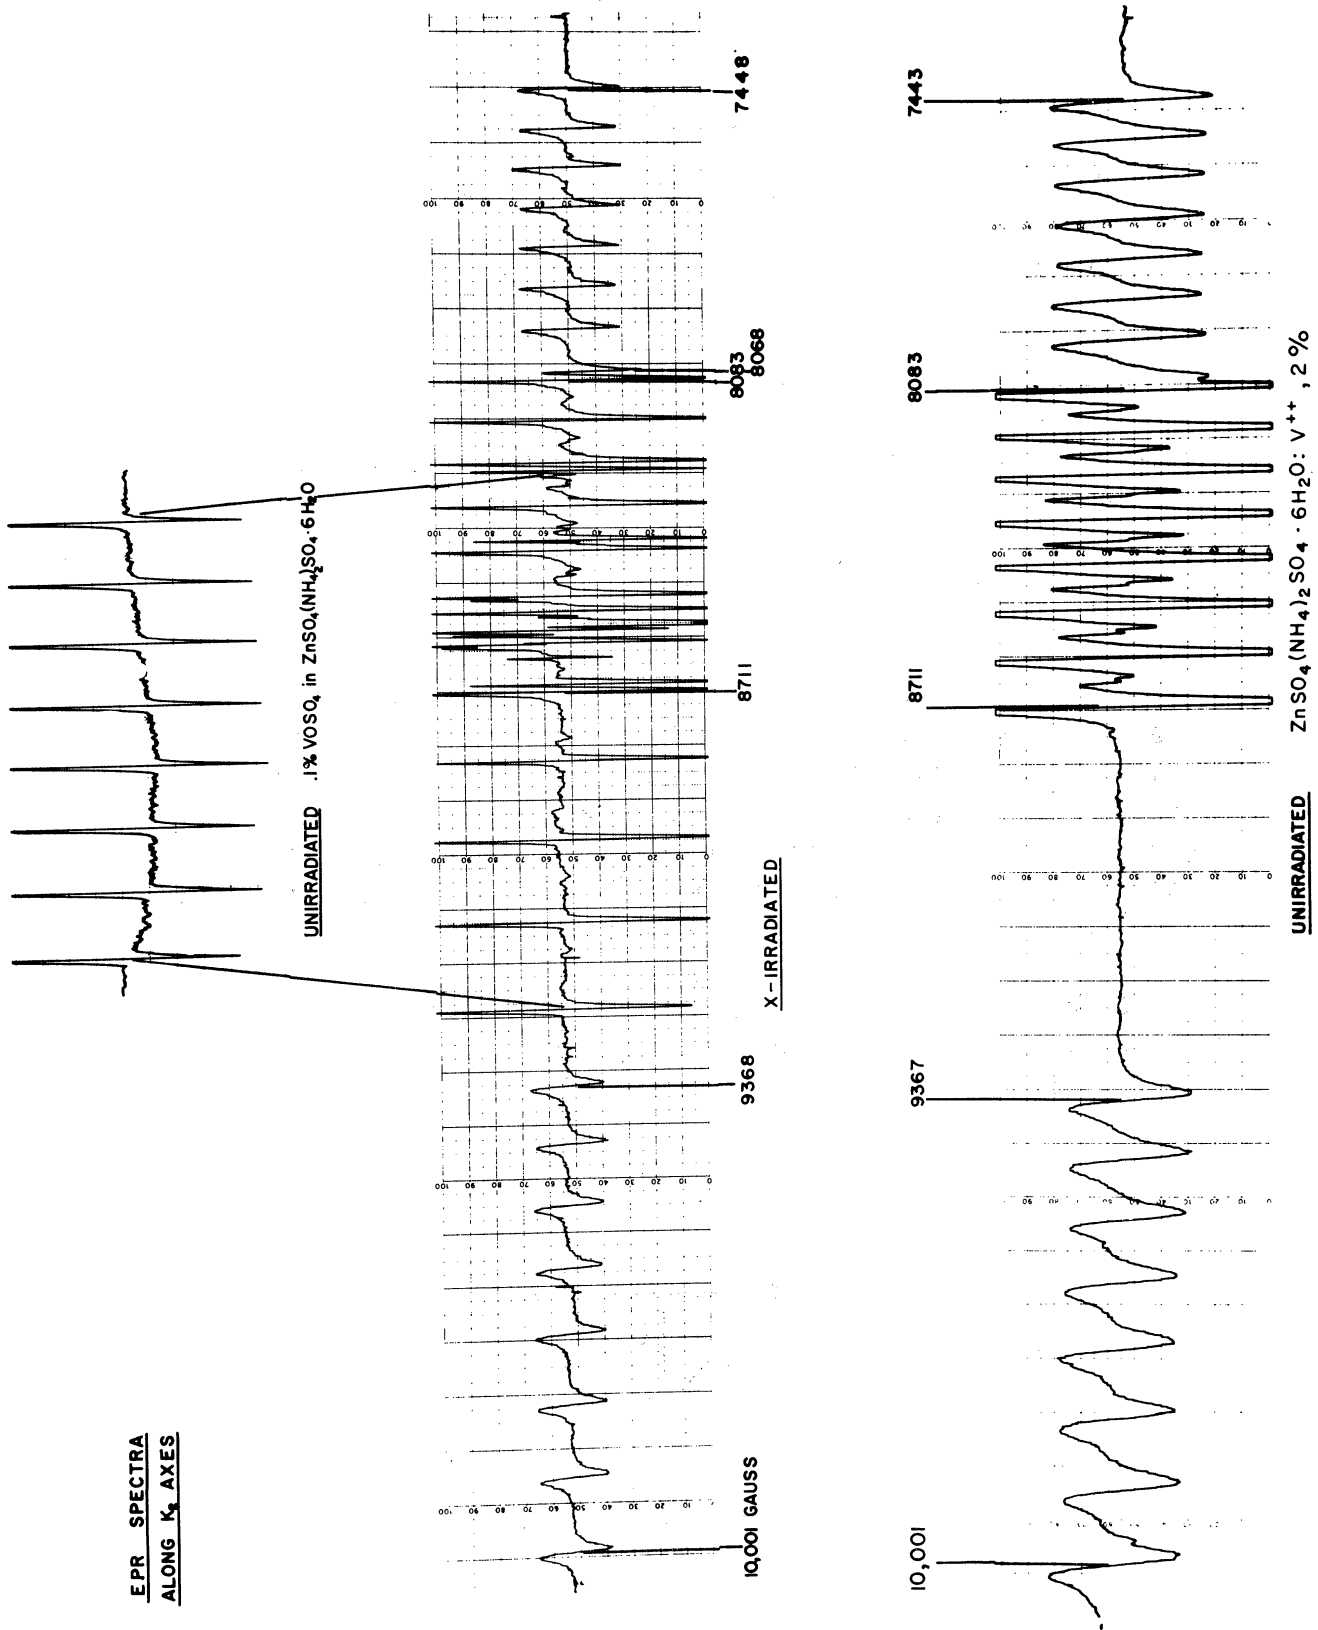 EPR SPECTRA
ALONG K₂ AXES
UNIRRADIATED .1% VOSO₄ in ZnSO₄(NH₄)₂SO₄·6H₂O
10,001 GAUSS
9368
8711
8083
8068
7448
X-IRRADIATED
10,001
9367
8711
8083
7443
UNIRRADIATED ZnSO₄(NH₄)₂SO₄·6H₂O: V⁺⁺, 2%